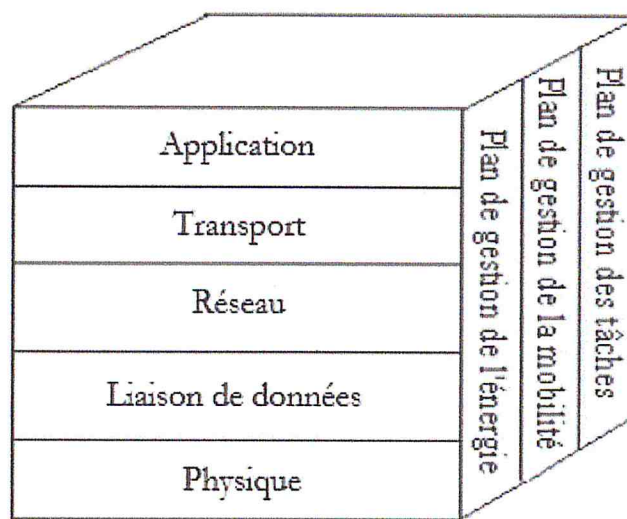 Application
Transport
Réseau
Liaison de données
Physique
Plan de gestion de l'énergie
Plan de gestion de la mobilité
Plan de gestion des tâches